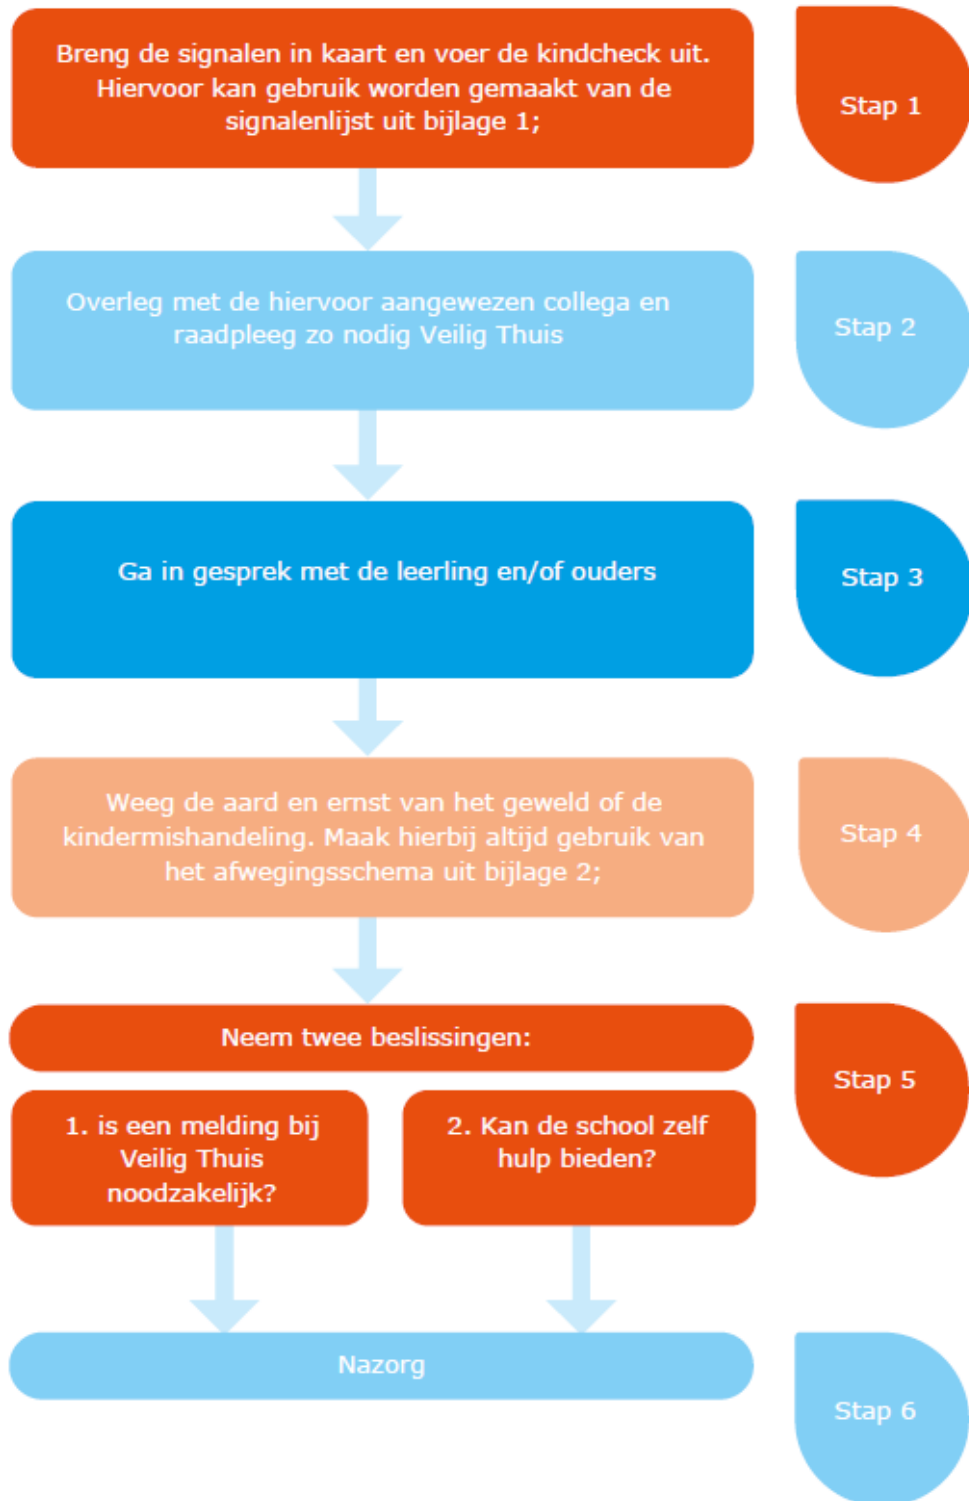 Breng de signalen in kaart en voer de kindcheck uit.
Hiervoor kan gebruik worden gemaakt van de
signalenlijst uit bijlage 1;
Stap 1
Overleg met de hiervoor aangewezen collega en
raadpleeg zo nodig Veilig Thuis
Stap 2
Ga in gesprek met de leerling en/of ouders
Stap 3
Weeg de aard en ernst van het geweld of de
kindermishandeling. Maak hierbij altijd gebruik van
het afwegingsschema uit bijlage 2;
Stap 4
Neem twee beslissingen:
Stap 5
1. is een melding bij
Veilig Thuis
noodzakelijk?
2. Kan de school zelf
hulp bieden?
Nazorg
Stap 6